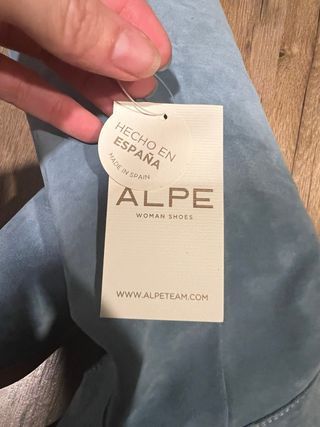 HECHO EN
ESPAÑA
MADE IN SPAIN
ALPE
WOMAN SHOES
WWW.ALPETEAM.COM